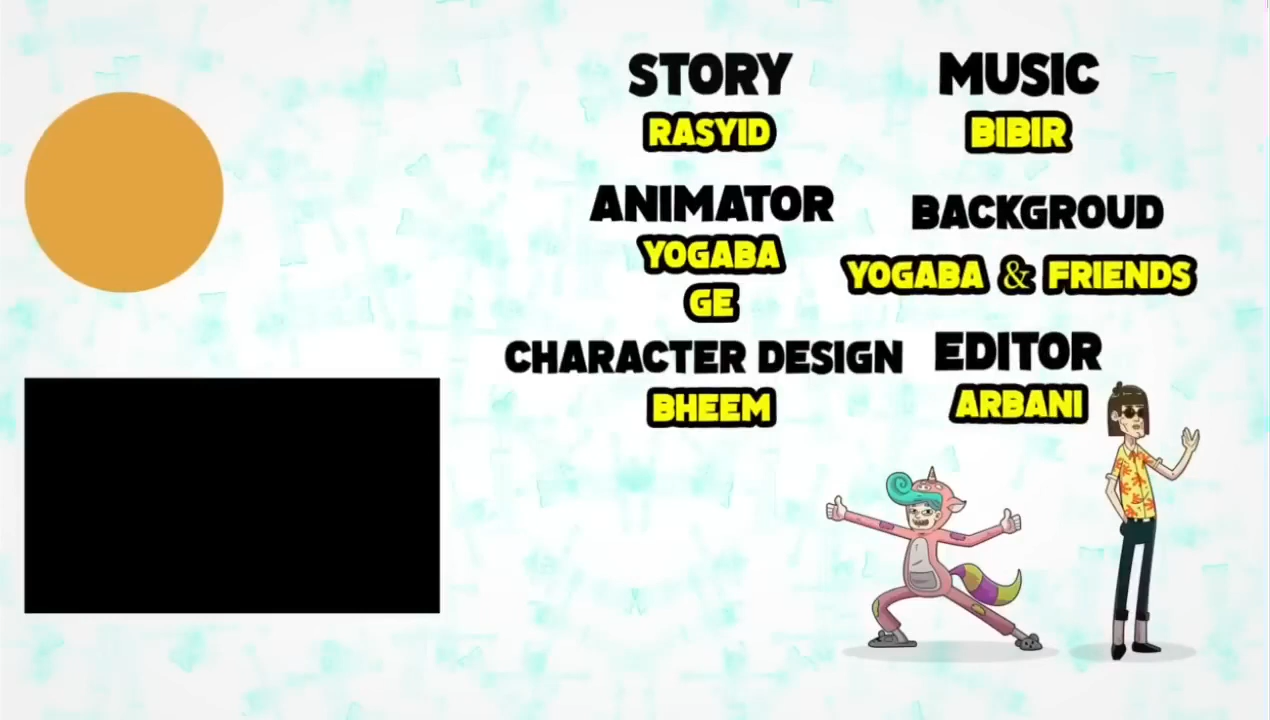 STORY
RASYID
MUSIC
BIBIR
ANIMATOR
YOGABA
GE
BACKGROUD
YOGABA & FRIENDS
CHARACTER DESIGN
BHEEM
EDITOR
ARBANI